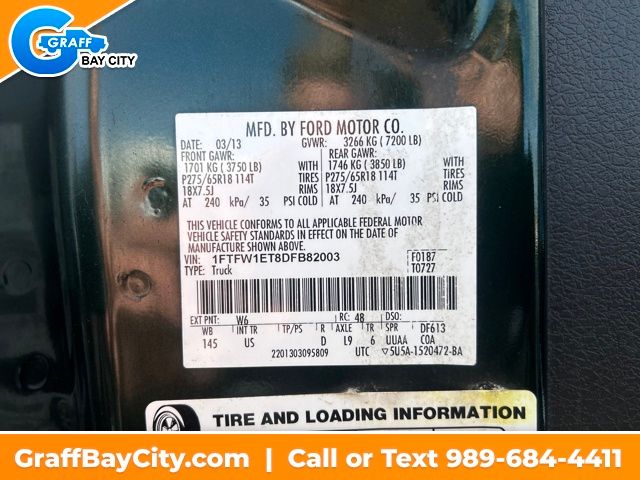 GRAFF
BAY CITY
MFD. BY FORD MOTOR CO.
DATE: 03/13 GVWR: 3266 KG ( 7200 LB)
FRONT GAWR: REAR GAWR:
1701 KG ( 3750 LB) WITH 1746 KG ( 3850 LB) WITH
P275/65R18 114T TIRES P275/65R18 114T TIRES
18X7.5J RIMS 18X7.5J RIMS
AT 240 kPa/ 35 PSI COLD AT 240 kPa/ 35 PSI COLD
THIS VEHICLE CONFORMS TO ALL APPLICABLE FEDERAL MOTOR
VEHICLE SAFETY STANDARDS IN EFFECT ON THE DATE OF
MANUFACTURE SHOWN ABOVE.
VIN: 1FTFW1ET8DFB82003 F0187
TYPE: Truck T0727
EXT PNT: W6 RC: 48 DSO:
WB INT TR TP/PS R AXLE TR SPR DF613
145 US D L9 6 UUAA COA
2201303095809 UTC ▽5U5A-1520472-BA
TIRE AND LOADING INFORMATION
GraffBayCity.com | Call or Text 989-684-4411